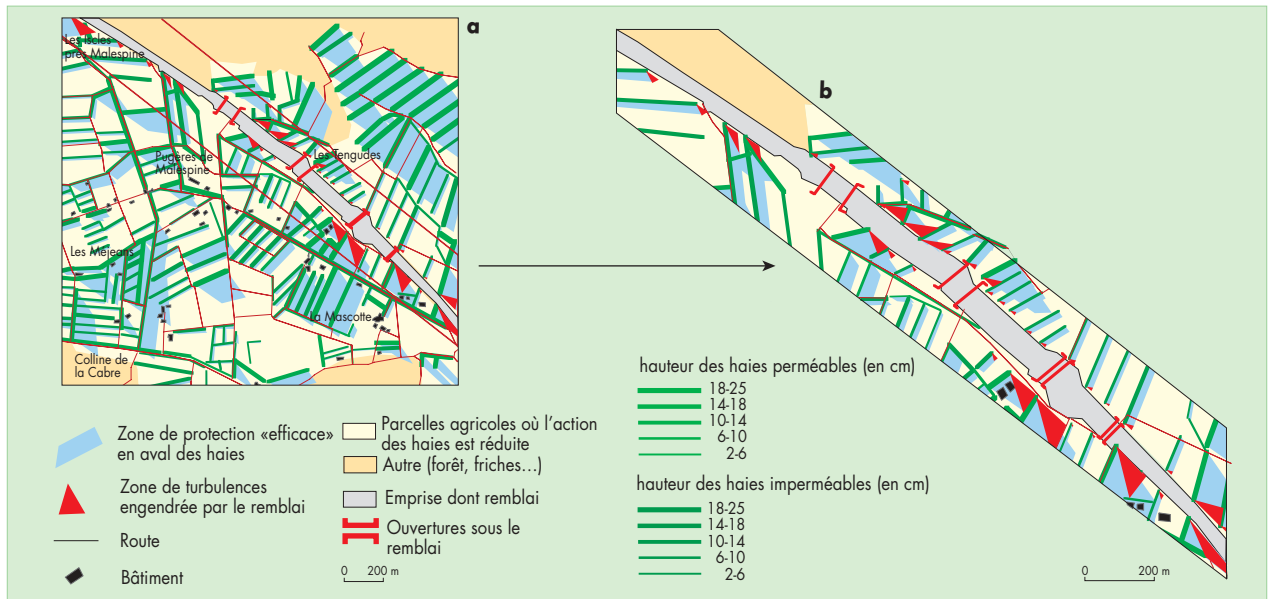 a
Les Iscles
près Malespine
Pugères de
Malespine
Les Tengudes
Les Méjeans
La Mascotte
Colline de
la Cabre
b
Zone de protection «efficace»
en aval des haies
Zone de turbulences
engendrée par le remblai
Route
Bâtiment
Parcelles agricoles où l'action
des haies est réduite
Autre (forêt, friches...)
Emprise dont remblai
Ouvertures sous le
remblai
0 200 m
hauteur des haies perméables (en cm)
18-25
14-18
10-14
6-10
2-6
hauteur des haies imperméables (en cm)
18-25
14-18
10-14
6-10
2-6
0 200 m